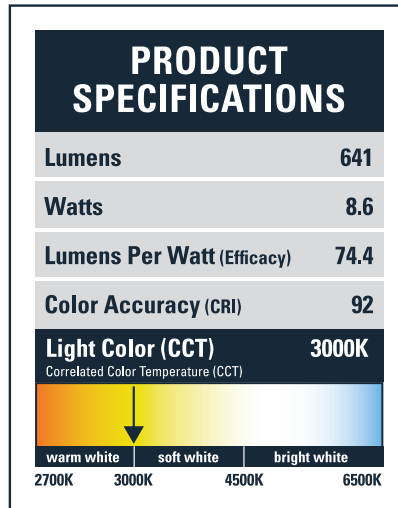 PRODUCT
SPECIFICATIONS
Lumens 641
Watts 8.6
Lumens Per Watt (Efficacy) 74.4
Color Accuracy (CRI) 92
Light Color (CCT) 3000K
Correlated Color Temperature (CCT)
warm white soft white bright white
2700K 3000K 4500K 6500K